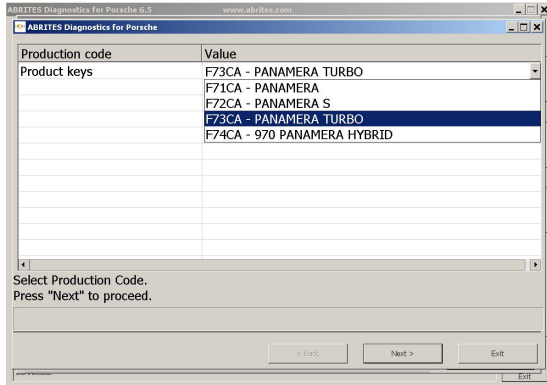 ABRITES Diagnostics for Porsche 6.5 www.abrites.com
ABRITES Diagnostics for Porsche
Production code Value
Product keys F73CA - PANAMERA TURBO
F71CA - PANAMERA
F72CA - PANAMERA S
F73CA - PANAMERA TURBO
F74CA - 970 PANAMERA HYBRID
Select Production Code.
Press "Next" to proceed.
< Back Next > Exit
Exit